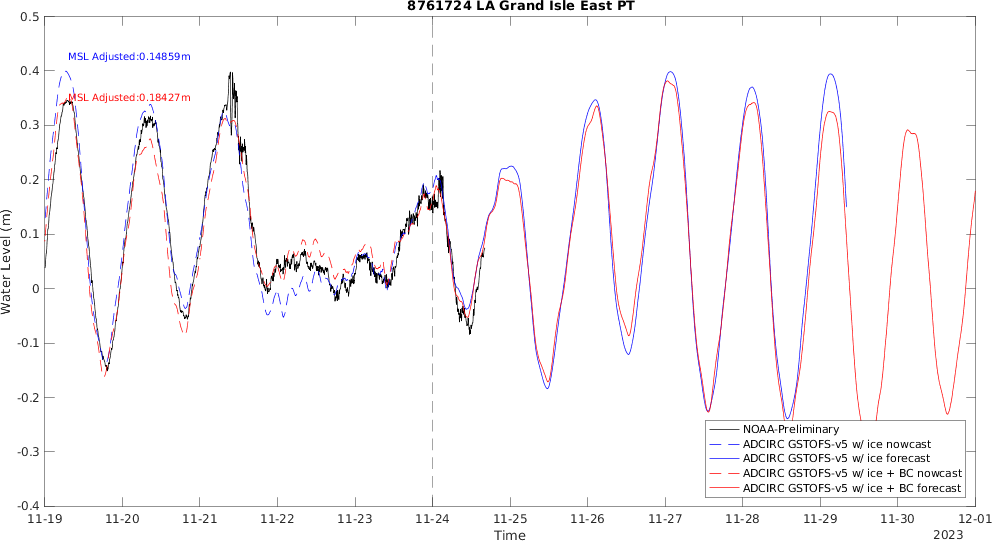 8761724 LA Grand Isle East PT
0.5
0.4
0.3
0.2
0.1
0
-0.1
-0.2
-0.3
-0.4
Water Level (m)
MSL Adjusted:0.14859m
MSL Adjusted:0.18427m
NOAA-Preliminary
ADCIRC GSTOFS-v5 w/ ice nowcast
ADCIRC GSTOFS-v5 w/ ice forecast
ADCIRC GSTOFS-v5 w/ ice + BC nowcast
ADCIRC GSTOFS-v5 w/ ice + BC forecast
11-19 11-20 11-21 11-22 11-23 11-24 11-25 11-26 11-27 11-28 11-29 11-30 12-01
Time
2023